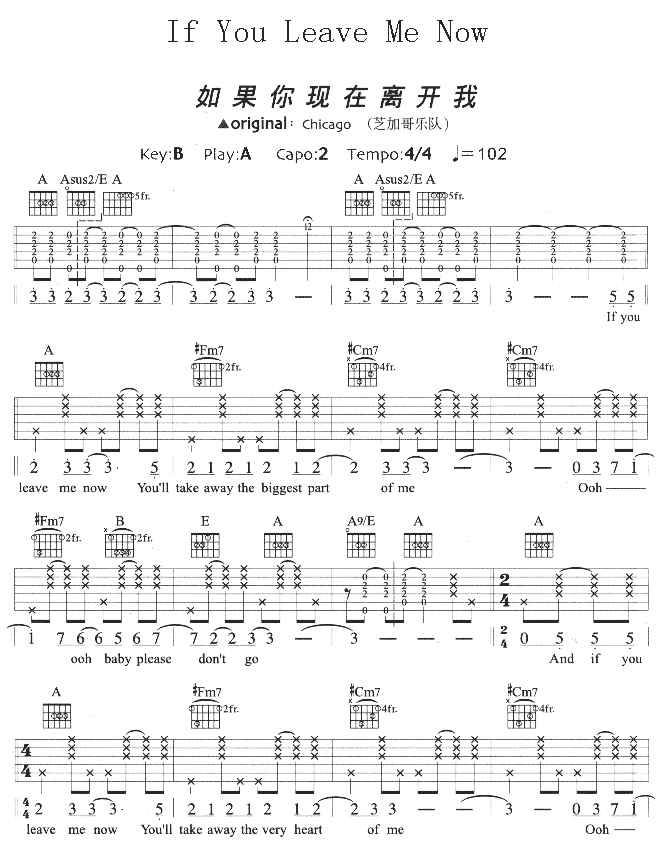 If You Leave Me Now
如果你现在离开我
▲original：Chicago （芝加哥乐队）
Key:B Play:A Capo:2 Tempo:4/4 ♩=102
A Asus2/E A A Asus2/E A
5fr. 5fr.
3 3 2 3 3 2 3 2 3 3 2 3 2 3 — 3 3 2 3 3 2 3 2 3 3 — — 5 5
If you
A #Fm7 #Cm7 #Cm7
2fr. 4fr. 4fr.
2 3 3 3· 5 2 1 2 1 2 1 2 2 3 3 3 — 3 — 0 3 7 1
leave me now You'll take away the biggest part of me Ooh
#Fm7 B E A A9/E A A
2fr. 2fr.
2/4
1 7 6 6 5 6 7 7 2 2 3 3 — — 2/4 0 5 5 5
ooh baby please don't go And if you
A #Fm7 #Cm7 #Cm7
2fr. 4fr. 4fr.
4/4
4/4 2 3 3 3· 5 2 1 2 1 2 1 2 2 3 3 3 — 3 — 0 3 7 1
leave me now You'll take away the very heart of me Ooh